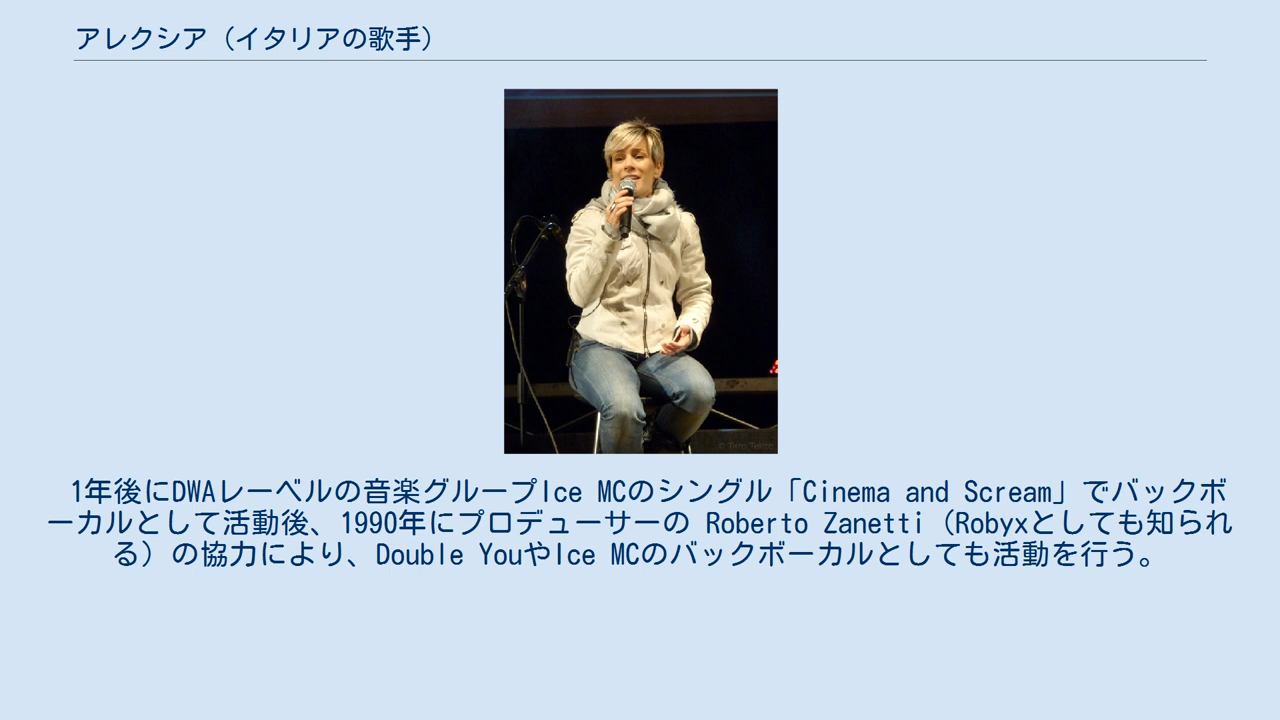 アレクシア（イタリアの歌手）
1年後にDWAレーベルの音楽グループIce MCのシングル「Cinema and Scream」でバックボ
ーカルとして活動後、1990年にプロデューサーの Roberto Zanetti（Robyxとしても知られ
る）の協力により、Double YouやIce MCのバックボーカルとしても活動を行う。